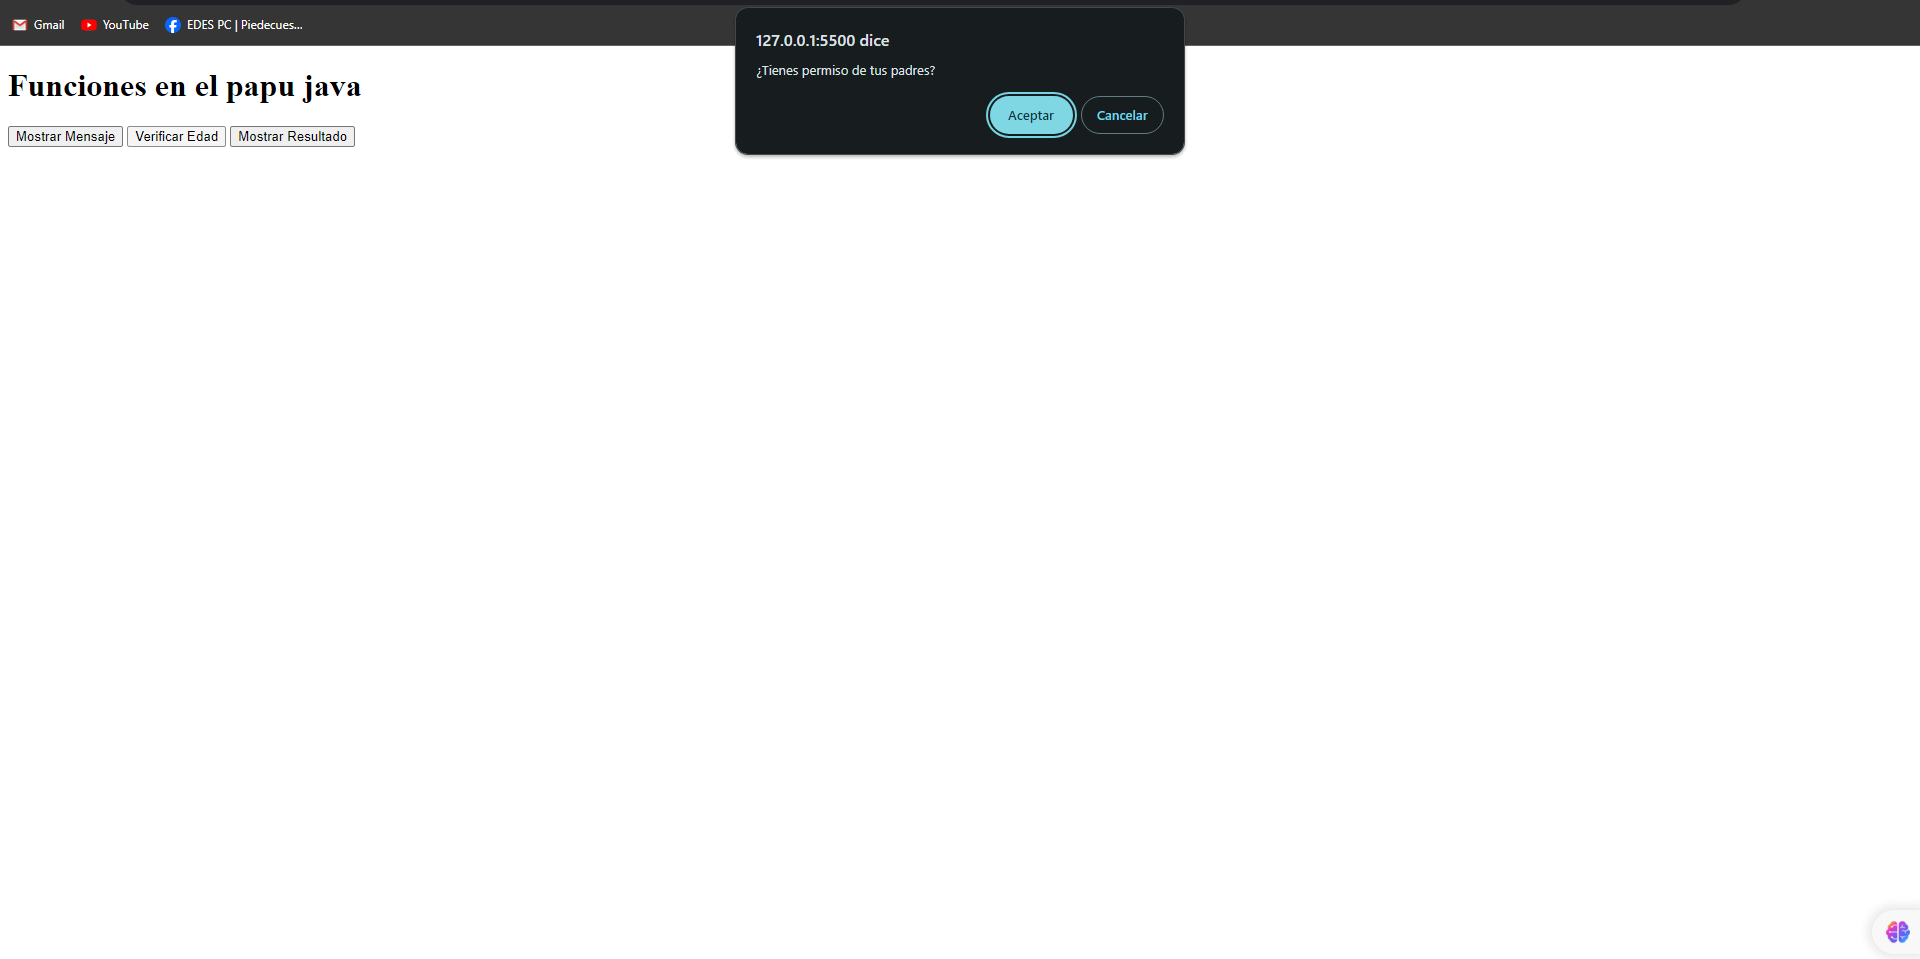 Gmail YouTube EDES PC | Piedecues...
127.0.0.1:5500 dice
¿Tienes permiso de tus padres?
Aceptar Cancelar
Funciones en el papu java
Mostrar Mensaje Verificar Edad Mostrar Resultado